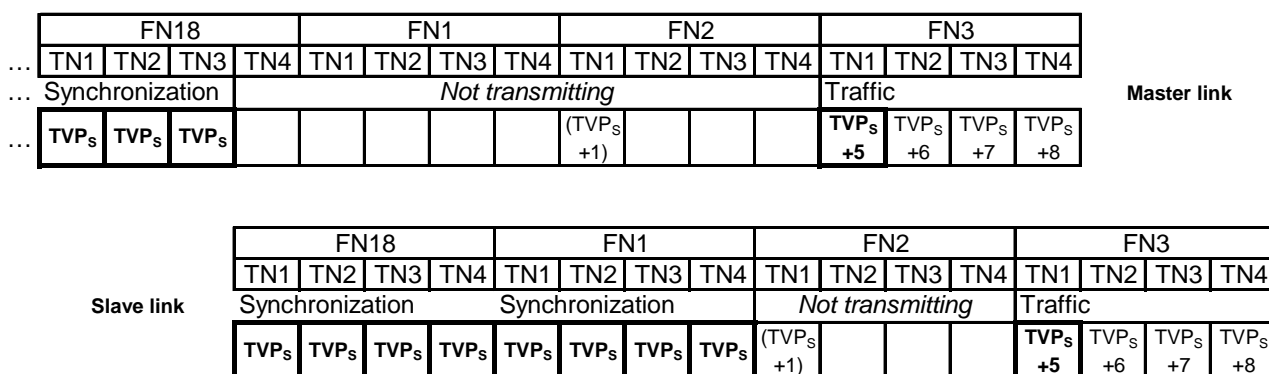 FN18 FN1 FN2 FN3
… TN1 TN2 TN3 TN4 TN1 TN2 TN3 TN4 TN1 TN2 TN3 TN4 TN1 TN2 TN3 TN4
… Synchronization Not transmitting Traffic Master link
… TVPS TVPS TVPS (TVPS +1) TVPS +5 TVPS +6 TVPS +7 TVPS +8
FN18 FN1 FN2 FN3
TN1 TN2 TN3 TN4 TN1 TN2 TN3 TN4 TN1 TN2 TN3 TN4 TN1 TN2 TN3 TN4
Slave link Synchronization Synchronization Not transmitting Traffic
TVPS TVPS TVPS TVPS TVPS TVPS TVPS TVPS (TVPS +1) TVPS +5 TVPS +6 TVPS +7 TVPS +8